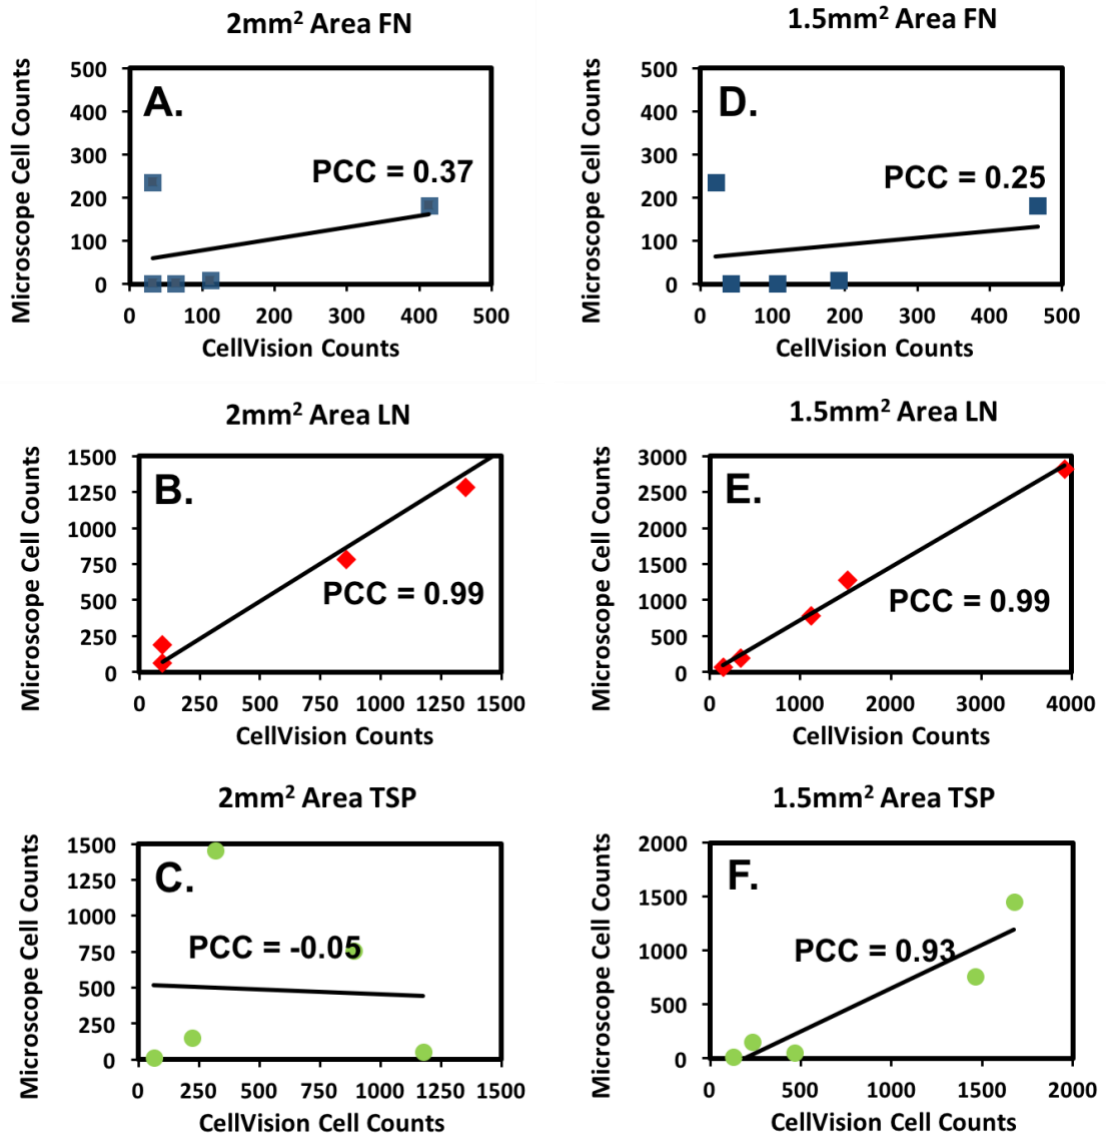 2mm² Area FN
Microscope Cell Counts
500
400
300
200
100
0
A.
PCC = 0.37
0 100 200 300 400 500
CellVision Counts
1.5mm² Area FN
Microscope Cell Counts
500
400
300
200
100
0
D.
PCC = 0.25
0 100 200 300 400 500
CellVision Counts
2mm² Area LN
Microscope Cell Counts
1500
1250
1000
750
500
250
0
B.
PCC = 0.99
0 250 500 750 1000 1250 1500
CellVision Counts
1.5mm² Area LN
Microscope Cell Counts
3000
2500
2000
1500
1000
500
0
E.
PCC = 0.99
0 1000 2000 3000 4000
CellVision Counts
2mm² Area TSP
Microscope Cell Counts
1500
1250
1000
750
500
250
0
C.
PCC = -0.05
0 250 500 750 1000 1250 1500
CellVision Cell Counts
1.5mm² Area TSP
Microscope Cell Counts
2000
1500
1000
500
0
F.
PCC = 0.93
0 500 1000 1500 2000
CellVision Cell Counts